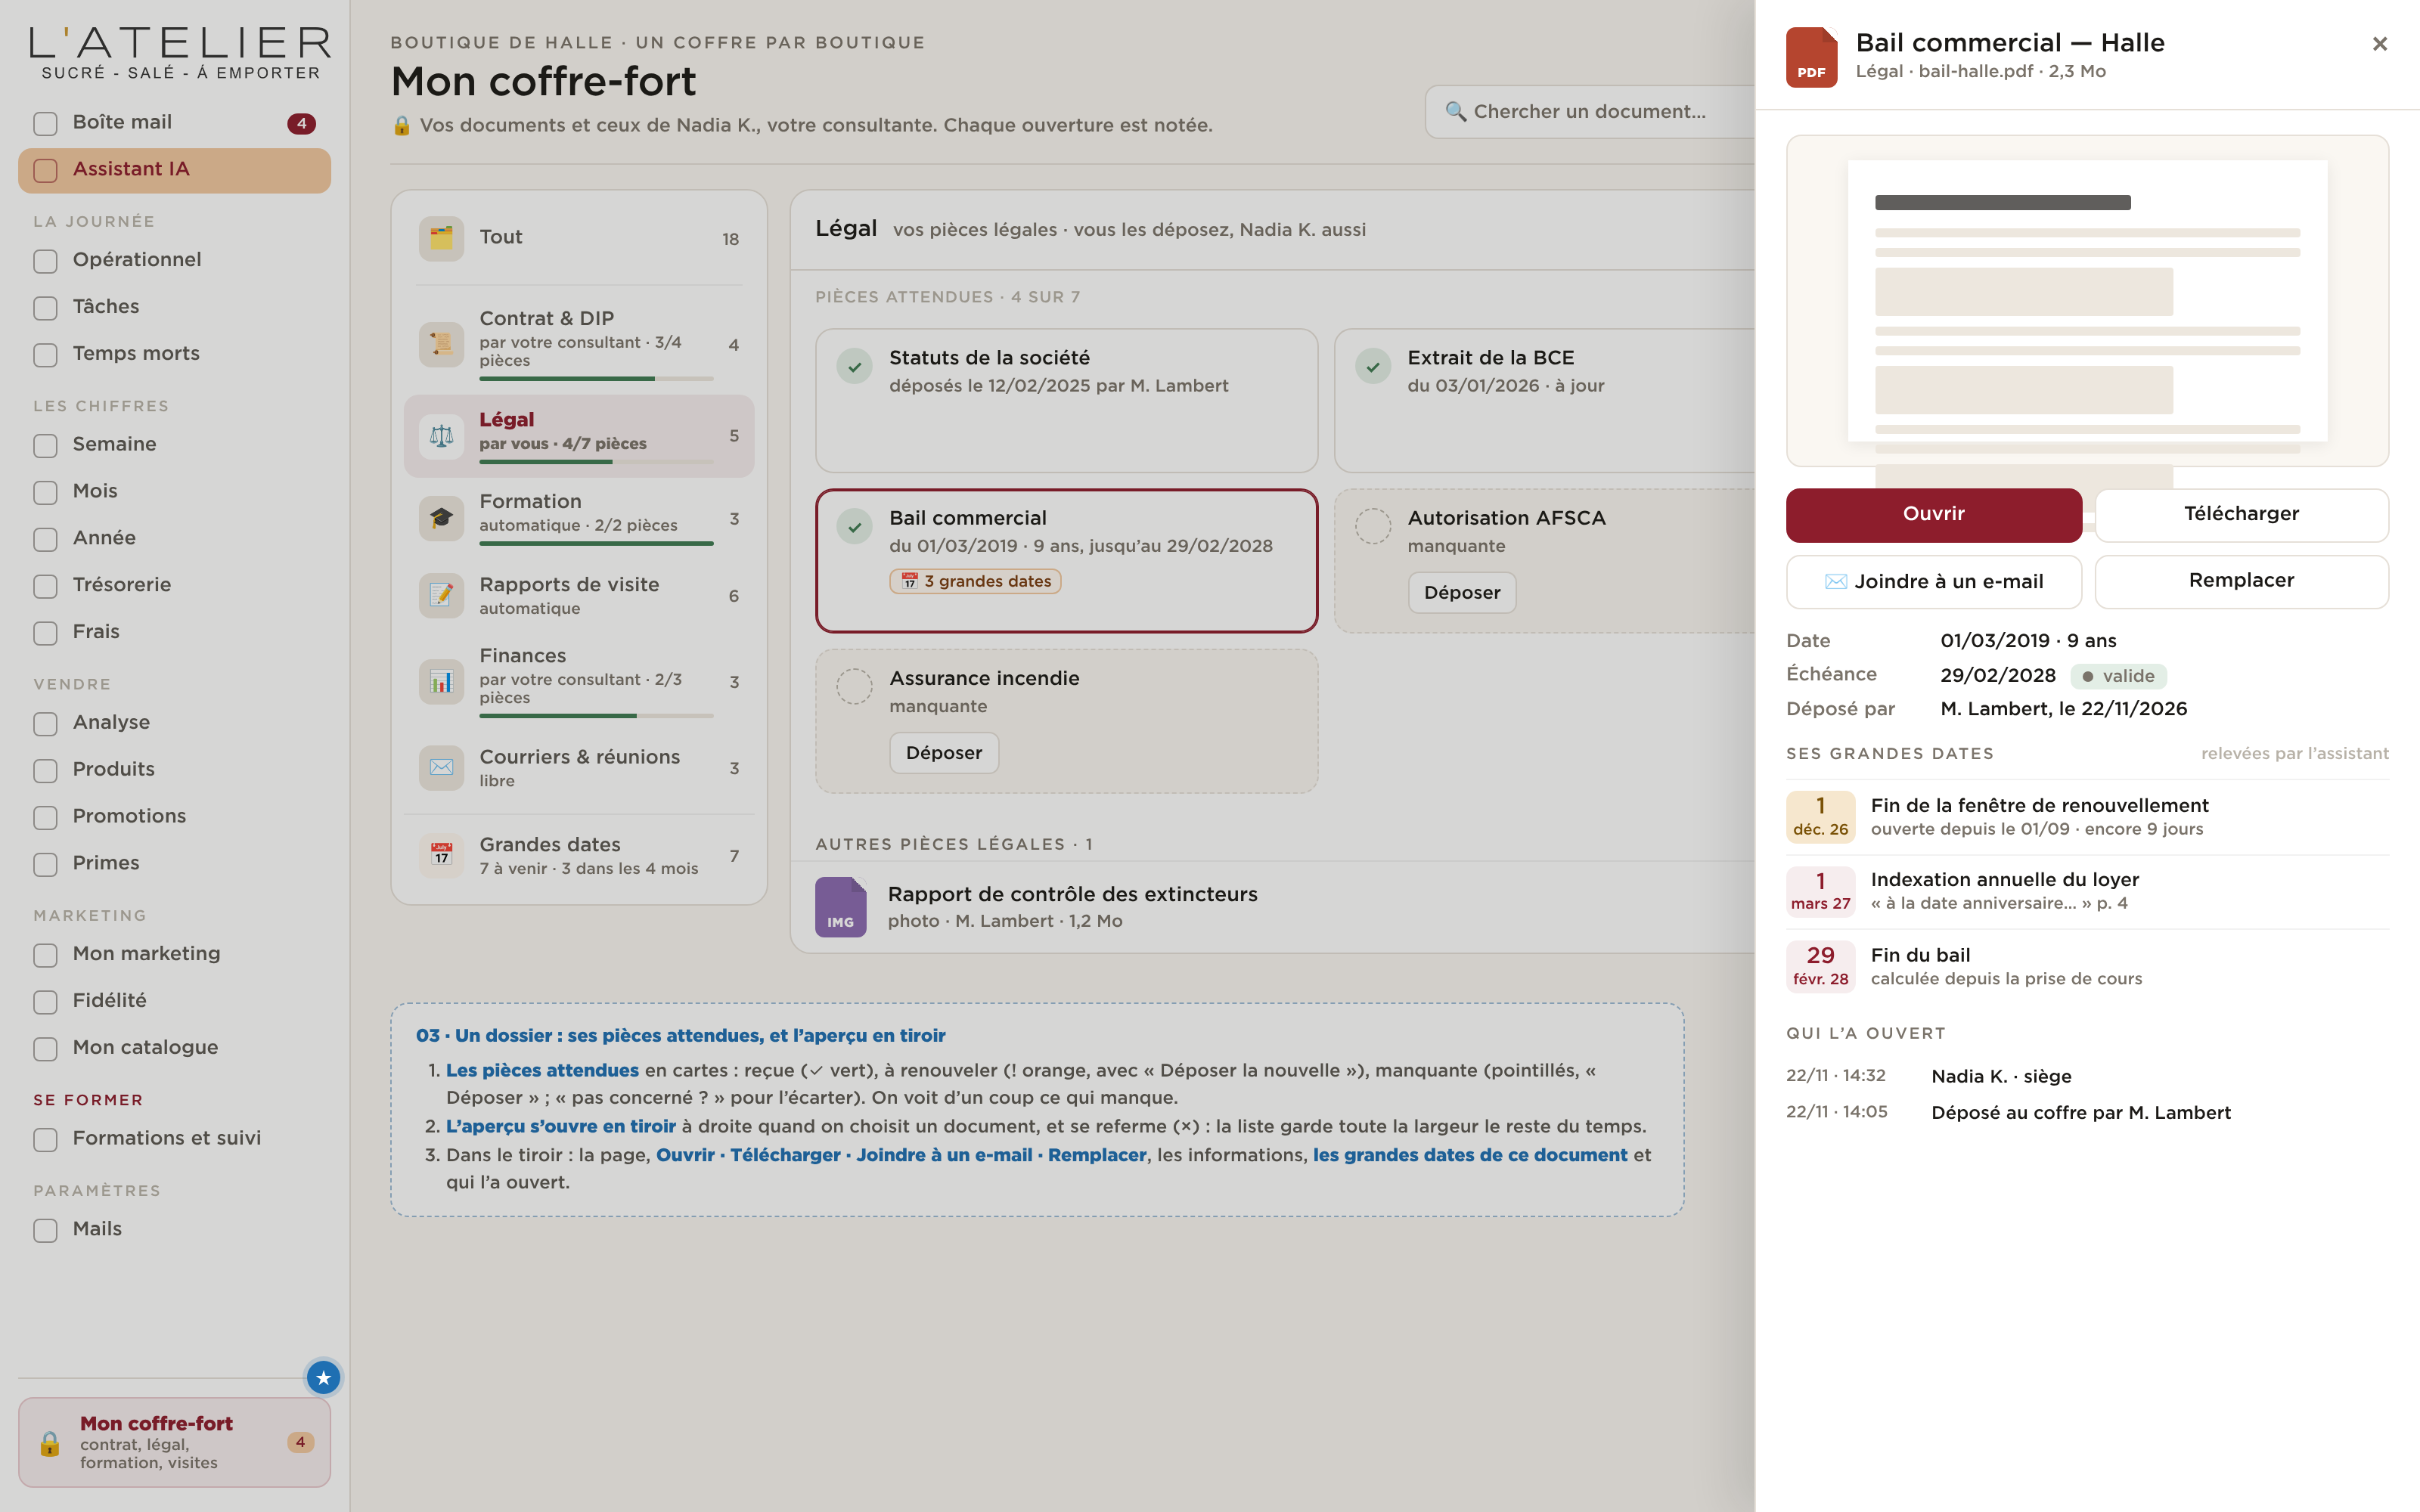 L'ATELIER
SUCRÉ - SALÉ - Á EMPORTER
Boîte mail 4
Assistant IA
LA JOURNÉE
Opérationnel
Tâches
Temps morts
LES CHIFFRES
Semaine
Mois
Année
Trésorerie
Frais
VENDRE
Analyse
Produits
Promotions
Primes
MARKETING
Mon marketing
Fidélité
Mon catalogue
SE FORMER
Formations et suivi
PARAMÈTRES
Mails
Mon coffre-fort
contrat, légal,
formation, visites
4
BOUTIQUE DE HALLE · UN COFFRE PAR BOUTIQUE
Mon coffre-fort
Vos documents et ceux de Nadia K., votre consultante. Chaque ouverture est notée.
Chercher un document...
Tout 18
Contrat & DIP
par votre consultant · 3/4
pièces
4
Légal
par vous · 4/7 pièces
5
Formation
automatique · 2/2 pièces
3
Rapports de visite
automatique
6
Finances
par votre consultant · 2/3
pièces
3
Courriers & réunions
libre
3
Grandes dates
7 à venir · 3 dans les 4 mois
7
Légal vos pièces légales · vous les déposez, Nadia K. aussi
PIÈCES ATTENDUES · 4 SUR 7
Statuts de la société
déposés le 12/02/2025 par M. Lambert
Extrait de la BCE
du 03/01/2026 · à jour
Bail commercial
du 01/03/2019 · 9 ans, jusqu’au 29/02/2028
3 grandes dates
Autorisation AFSCA
manquante
Déposer
Assurance incendie
manquante
Déposer
AUTRES PIÈCES LÉGALES · 1
IMG
Rapport de contrôle des extincteurs
photo · M. Lambert · 1,2 Mo
03 · Un dossier : ses pièces attendues, et l’aperçu en tiroir
1. Les pièces attendues en cartes : reçue (✓ vert), à renouveler (! orange, avec « Déposer la nouvelle »), manquante (pointillés, «
Déposer » ; « pas concerné ? » pour l’écarter). On voit d’un coup ce qui manque.
2. L’aperçu s’ouvre en tiroir à droite quand on choisit un document, et se referme (×) : la liste garde toute la largeur le reste du temps.
3. Dans le tiroir : la page, Ouvrir · Télécharger · Joindre à un e-mail · Remplacer, les informations, les grandes dates de ce document et
qui l’a ouvert.
PDF
Bail commercial — Halle
Légal · bail-halle.pdf · 2,3 Mo
×
Ouvrir
Télécharger
Joindre à un e-mail
Remplacer
Date 01/03/2019 · 9 ans
Échéance 29/02/2028 valide
Déposé par M. Lambert, le 22/11/2026
SES GRANDES DATES relevées par l’assistant
1
déc. 26
Fin de la fenêtre de renouvellement
ouverte depuis le 01/09 · encore 9 jours
1
mars 27
Indexation annuelle du loyer
« à la date anniversaire... » p. 4
29
févr. 28
Fin du bail
calculée depuis la prise de cours
QUI L’A OUVERT
22/11 · 14:32 Nadia K. · siège
22/11 · 14:05 Déposé au coffre par M. Lambert